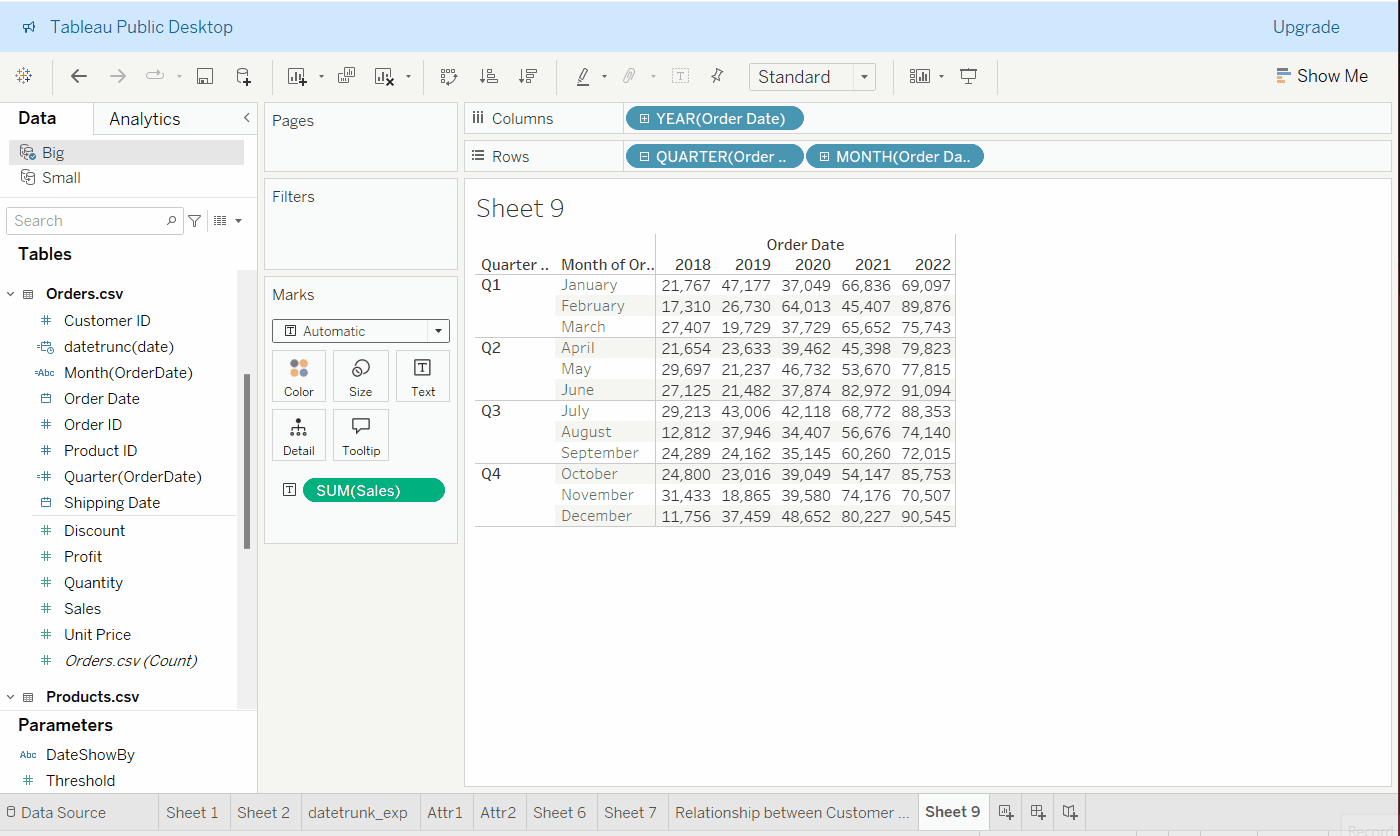 Tableau Public Desktop
Upgrade
Standard
Show Me
Data
Analytics
Big
Small
Search
Tables
Orders.csv
Customer ID
datetrunc(date)
=Abc Month(OrderDate)
Order Date
Order ID
Product ID
=# Quarter(OrderDate)
Shipping Date
Discount
Profit
Quantity
Sales
Unit Price
Orders.csv (Count)
Products.csv
Parameters
Abc DateShowBy
Threshold
Pages
Filters
Marks
Automatic
Color Size Text
Detail Tooltip
SUM(Sales)
Columns YEAR(Order Date)
Rows QUARTER(Order .. MONTH(Order Da..
Sheet 9
Order Date
Quarter .. Month of Or.. 2018 2019 2020 2021 2022
Q1 January 21,767 47,177 37,049 66,836 69,097
February 17,310 26,730 64,013 45,407 89,876
March 27,407 19,729 37,729 65,652 75,743
Q2 April 21,654 23,633 39,462 45,398 79,823
May 29,697 21,237 46,732 53,670 77,815
June 27,125 21,482 37,874 82,972 91,094
Q3 July 29,213 43,006 42,118 68,772 88,353
August 12,812 37,946 34,407 56,676 74,140
September 24,289 24,162 35,145 60,260 72,015
Q4 October 24,800 23,016 39,049 54,147 85,753
November 31,433 18,865 39,580 74,176 70,507
December 11,756 37,459 48,652 80,227 90,545
Data Source Sheet 1 Sheet 2 datetrunk_exp Attr1 Attr2 Sheet 6 Sheet 7 Relationship between Customer ... Sheet 9